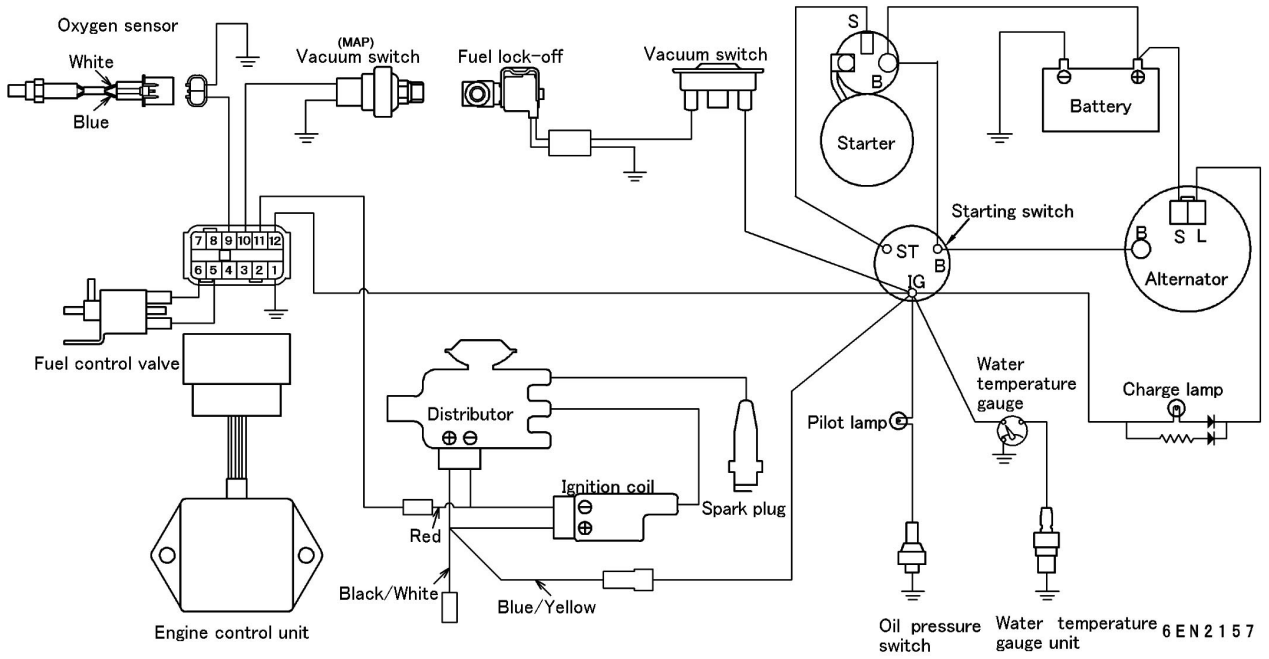 Oxygen sensor
White
Blue
(MAP)
Vacuum switch
Fuel lock-off
Vacuum switch
S
B
Starter
Battery
Starting switch
ST
B
IG
B
S L
Alternator
7 8 9 10 11 12
6 5 4 3 2 1
Fuel control valve
Distributor
Water
temperature
gauge
Charge lamp
Pilot lamp
Ignition coil
Spark plug
Red
Black/White
Blue/Yellow
Engine control unit
Oil pressure
switch
Water temperature
gauge unit
6EN2157